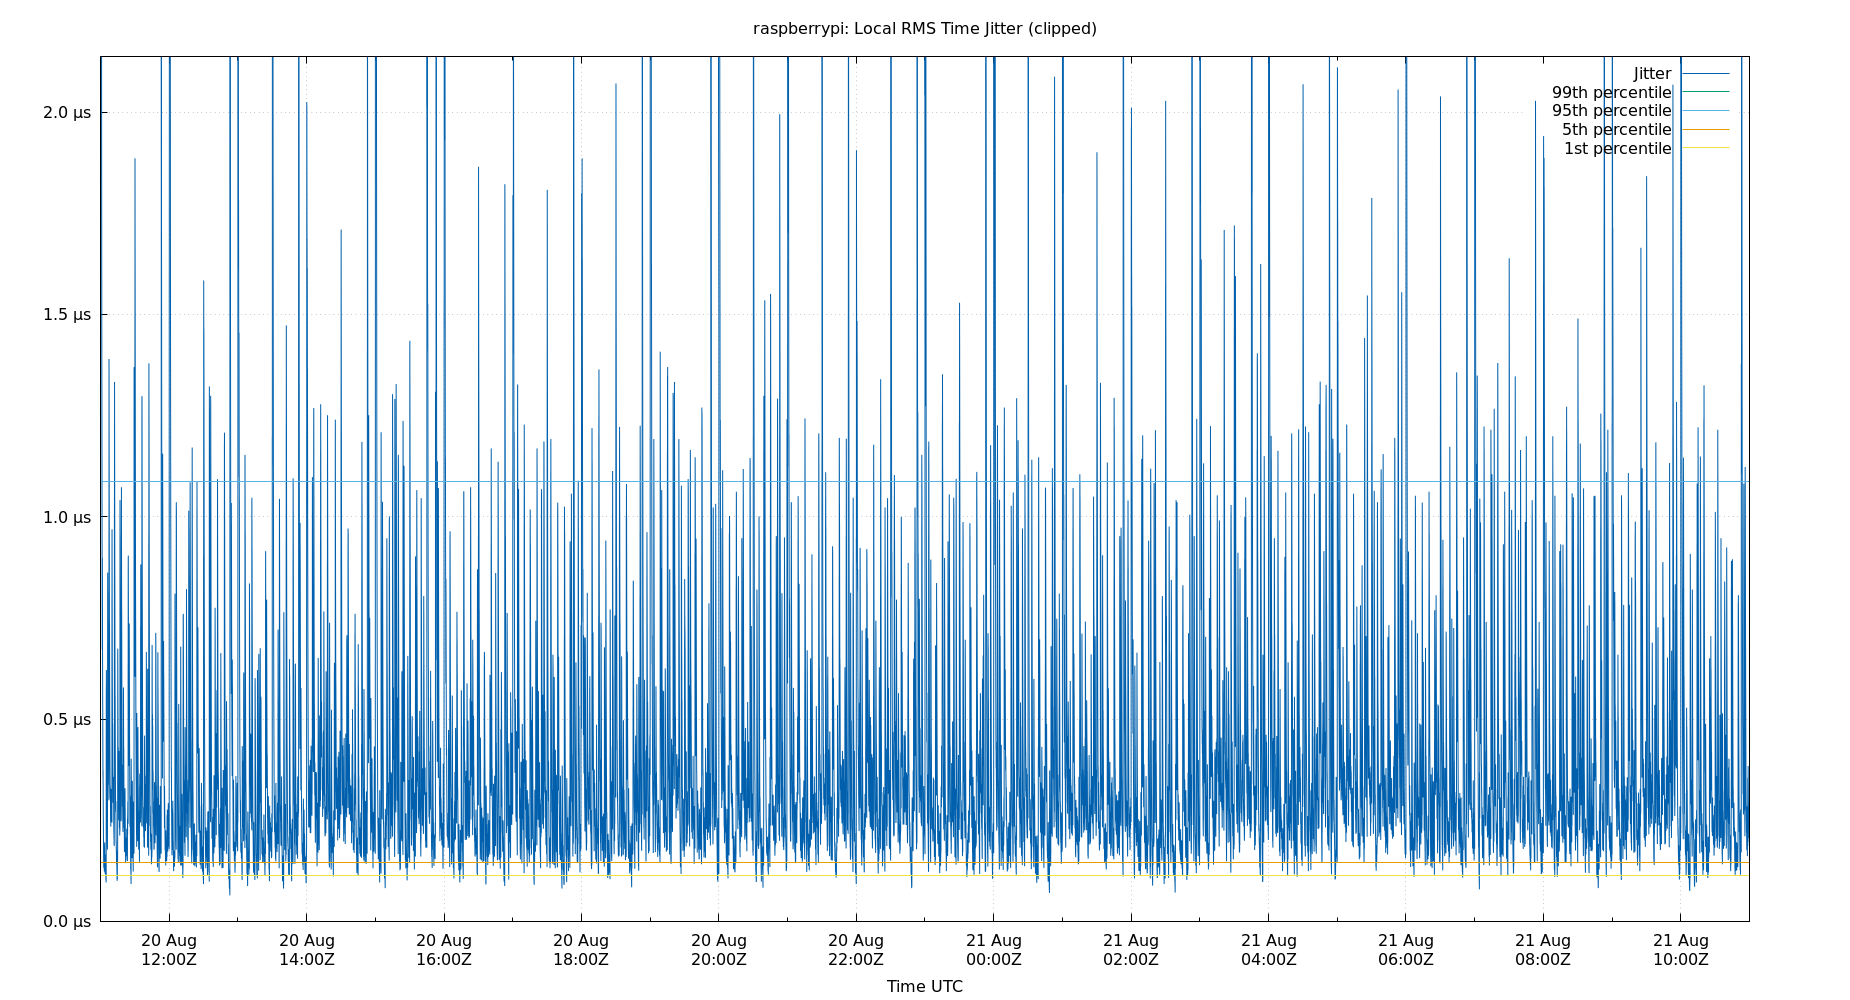 raspberrypi: Local RMS Time Jitter (clipped)
Jitter
99th percentile
95th percentile
5th percentile
1st percentile
2.0 µs
1.5 µs
1.0 µs
0.5 µs
0.0 µs
20 Aug 20 Aug 20 Aug 20 Aug 20 Aug 20 Aug 21 Aug 21 Aug 21 Aug 21 Aug 21 Aug 21 Aug
12:00Z 14:00Z 16:00Z 18:00Z 20:00Z 22:00Z 00:00Z 02:00Z 04:00Z 06:00Z 08:00Z 10:00Z
Time UTC